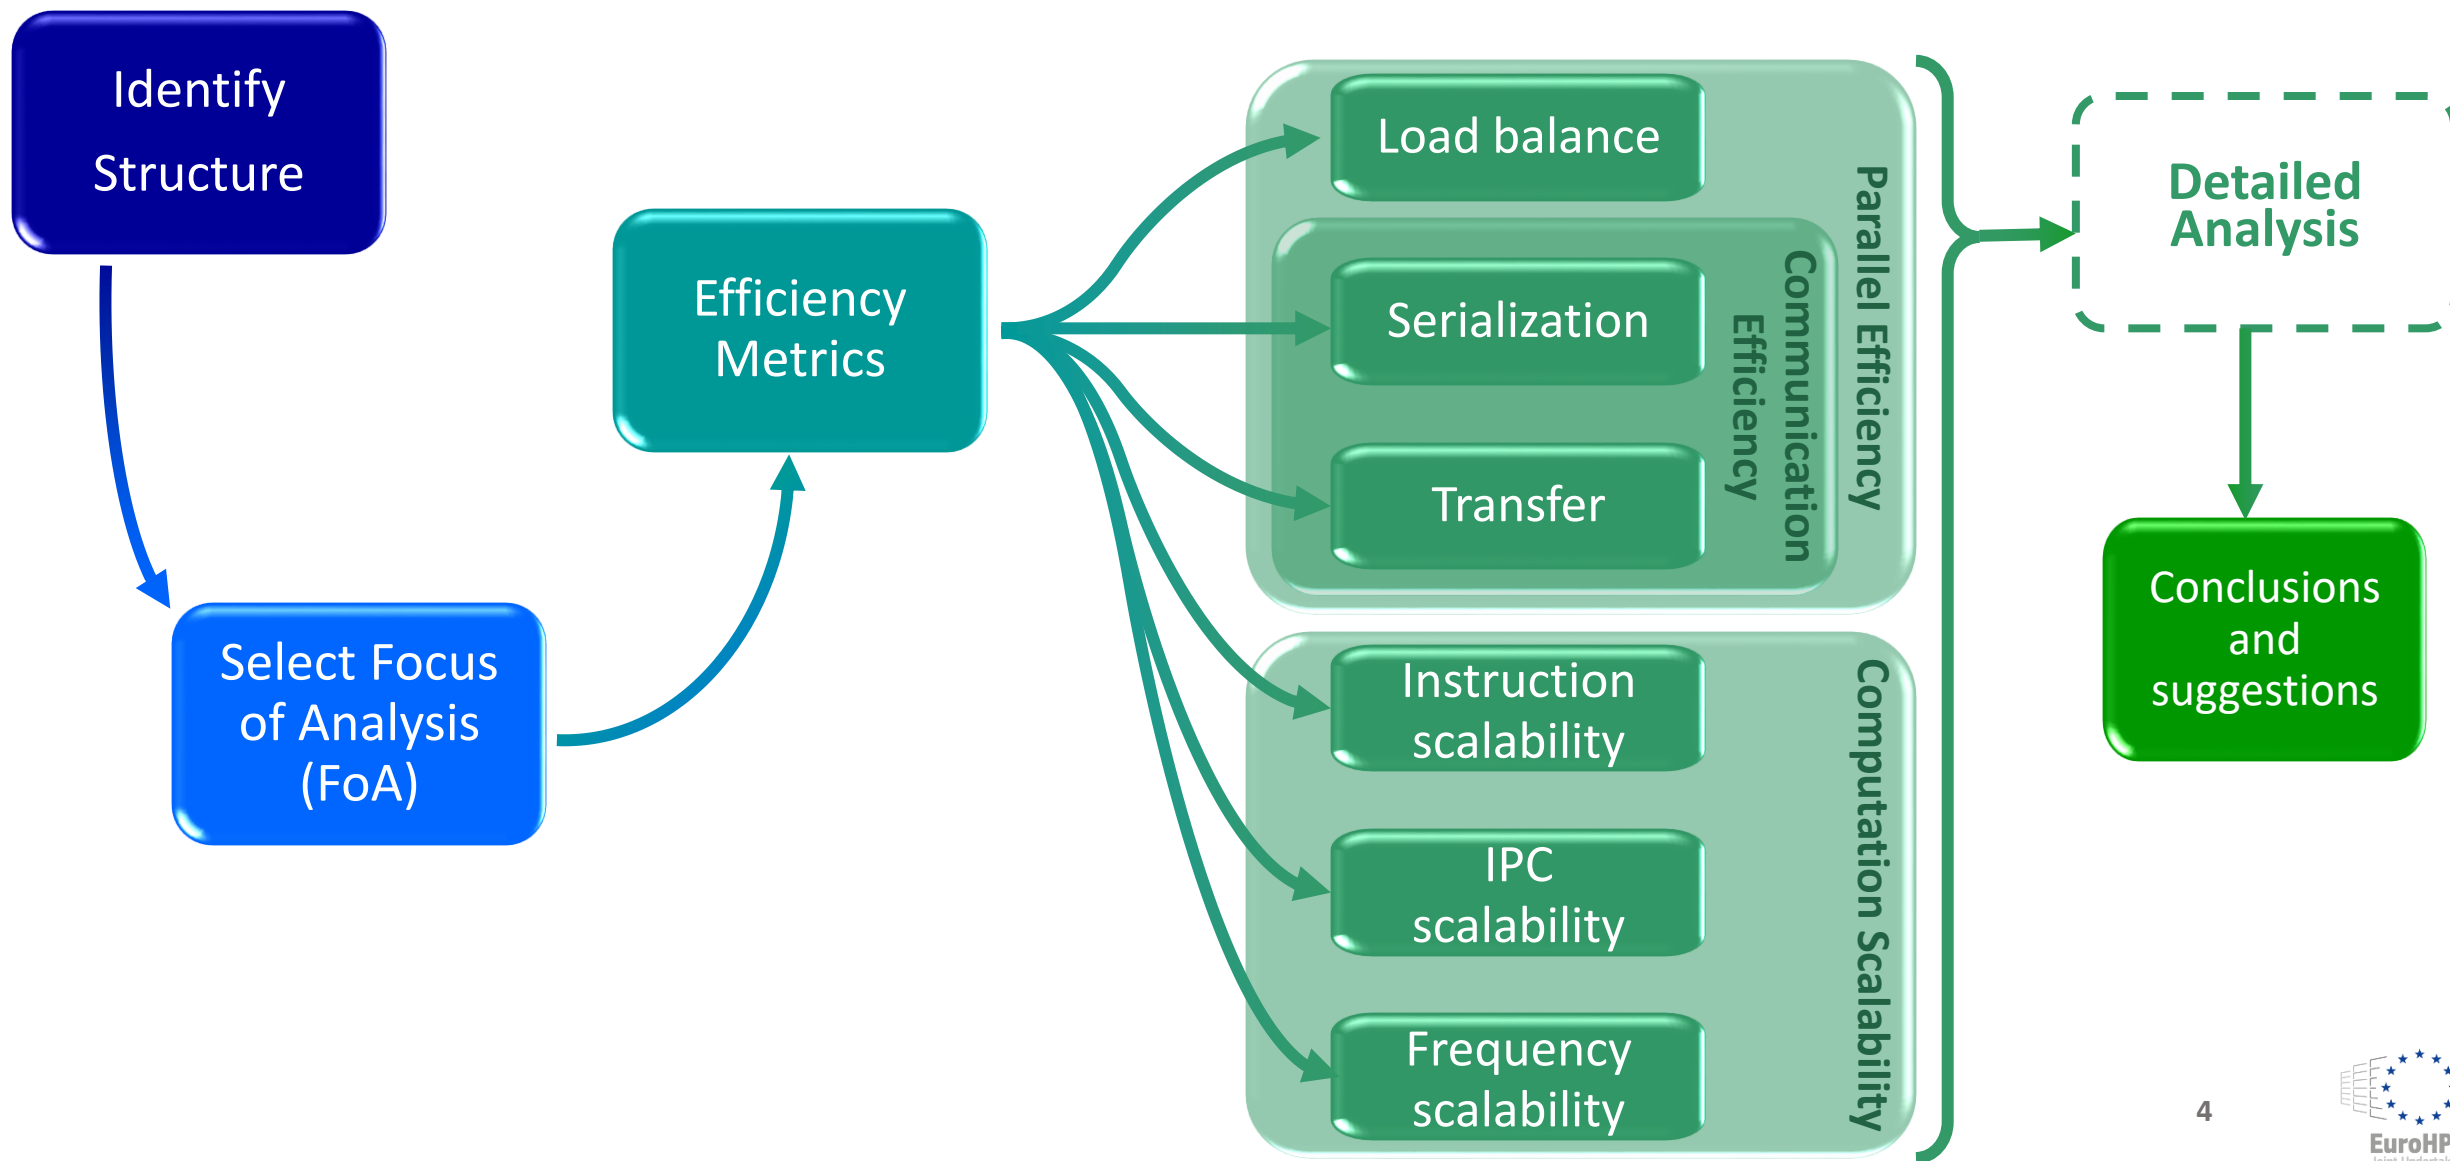 Identify
Structure
Select Focus
of Analysis
(FoA)
Efficiency
Metrics
Load balance
Serialization
Transfer
Communication
Efficiency
Parallel Efficiency
Instruction
scalability
IPC
scalability
Frequency
scalability
Computation Scalability
Detailed
Analysis
Conclusions
and
suggestions
4
EuroHP